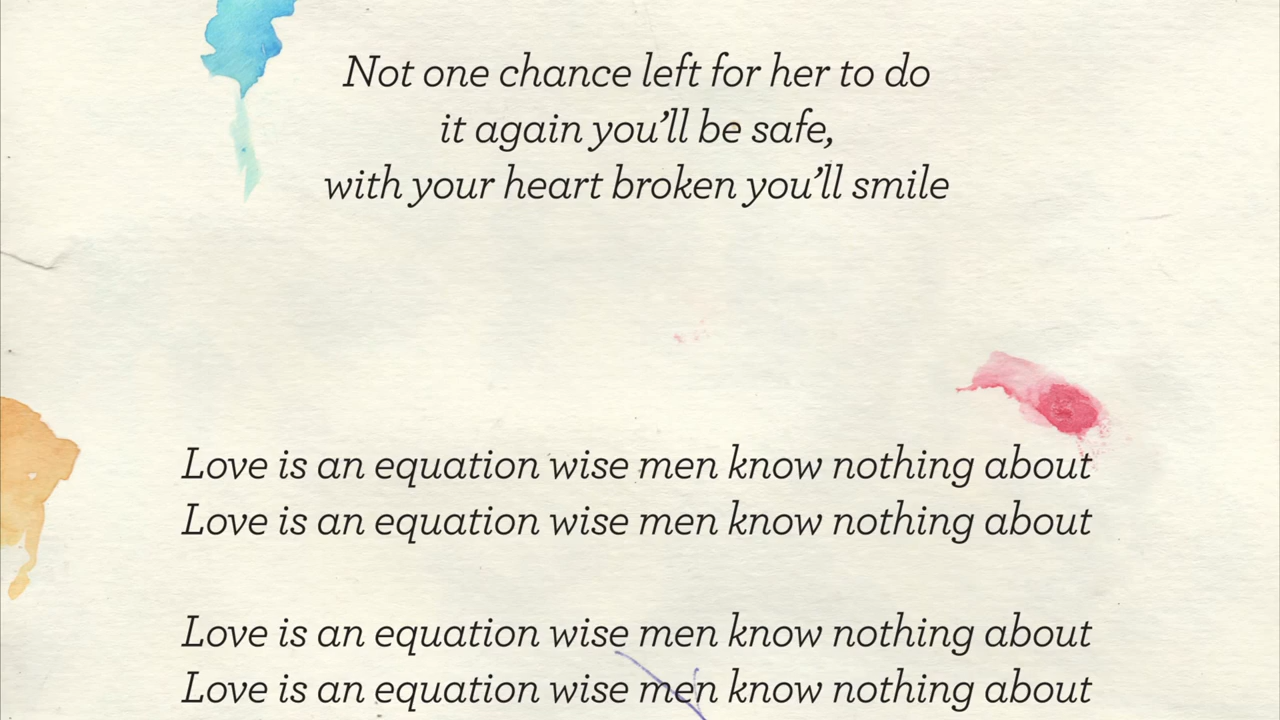 Not one chance left for her to do
it again you’ll be safe,
with your heart broken you’ll smile
Love is an equation wise men know nothing about
Love is an equation wise men know nothing about
Love is an equation wise men know nothing about
Love is an equation wise men know nothing about